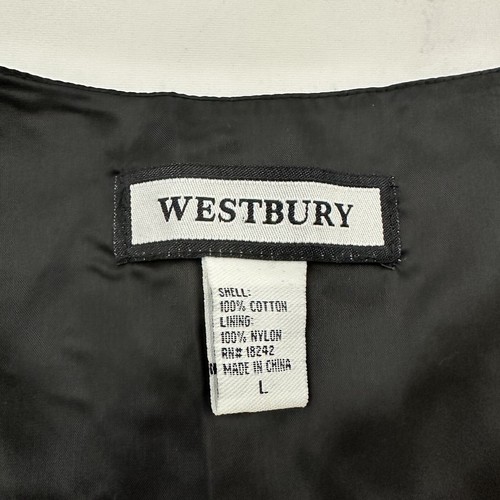 WESTBURY
SHELL:
100% COTTON
LINING:
100% NYLON
RN# 18242
MADE IN CHINA
L